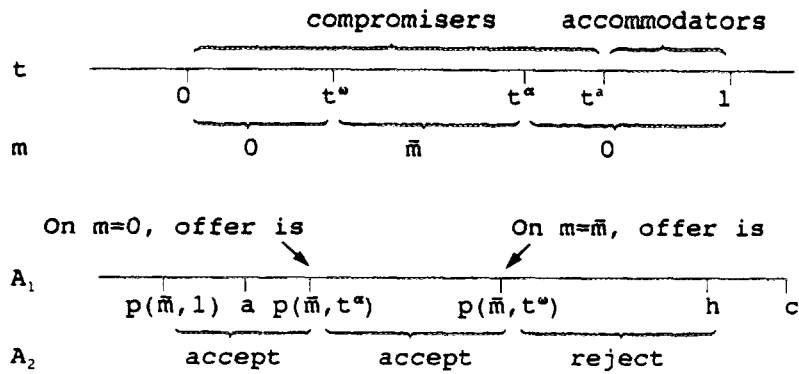 compromisers accommodators
t
0 t^ω t^α t^a 1
m 0 m̄ 0
On m=0, offer is On m=m̄, offer is
A₁
p(m̄,1) a p(m̄,t^α) p(m̄,t^ω) h c
A₂ accept accept reject